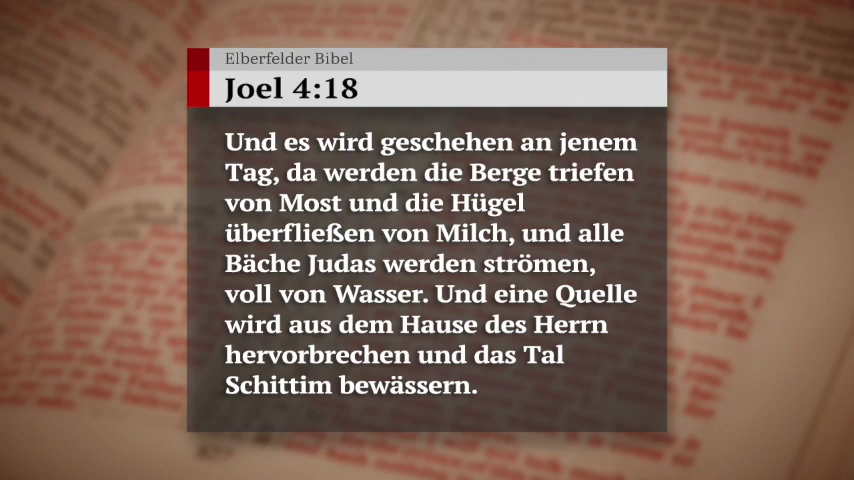 Elberfelder Bibel
Joel 4:18
Und es wird geschehen an jenem
Tag, da werden die Berge triefen
von Most und die Hügel
überfließen von Milch, und alle
Bäche Judas werden strömen,
voll von Wasser. Und eine Quelle
wird aus dem Hause des Herrn
hervorbrechen und das Tal
Schittim bewässern.